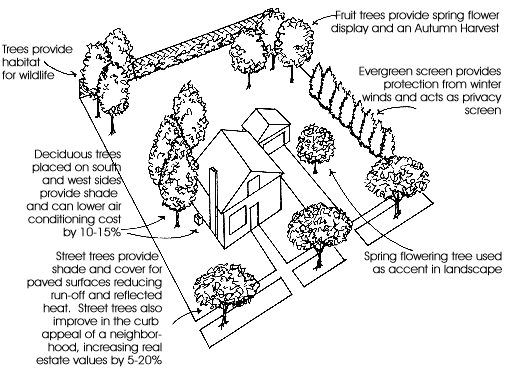 Fruit trees provide spring flower
display and an Autumn Harvest
Trees provide
habitat
for wildlife
Evergreen screen provides
protection from winter
winds and acts as privacy
screen
Deciduous trees
placed on south
and west sides
provide shade
and can lower air
conditioning cost
by 10-15%
Spring flowering tree used
as accent in landscape
Street trees provide
shade and cover for
paved surfaces reducing
run-off and reflected
heat. Street trees also
improve in the curb
appeal of a neighbor-
hood, increasing real
estate values by 5-20%